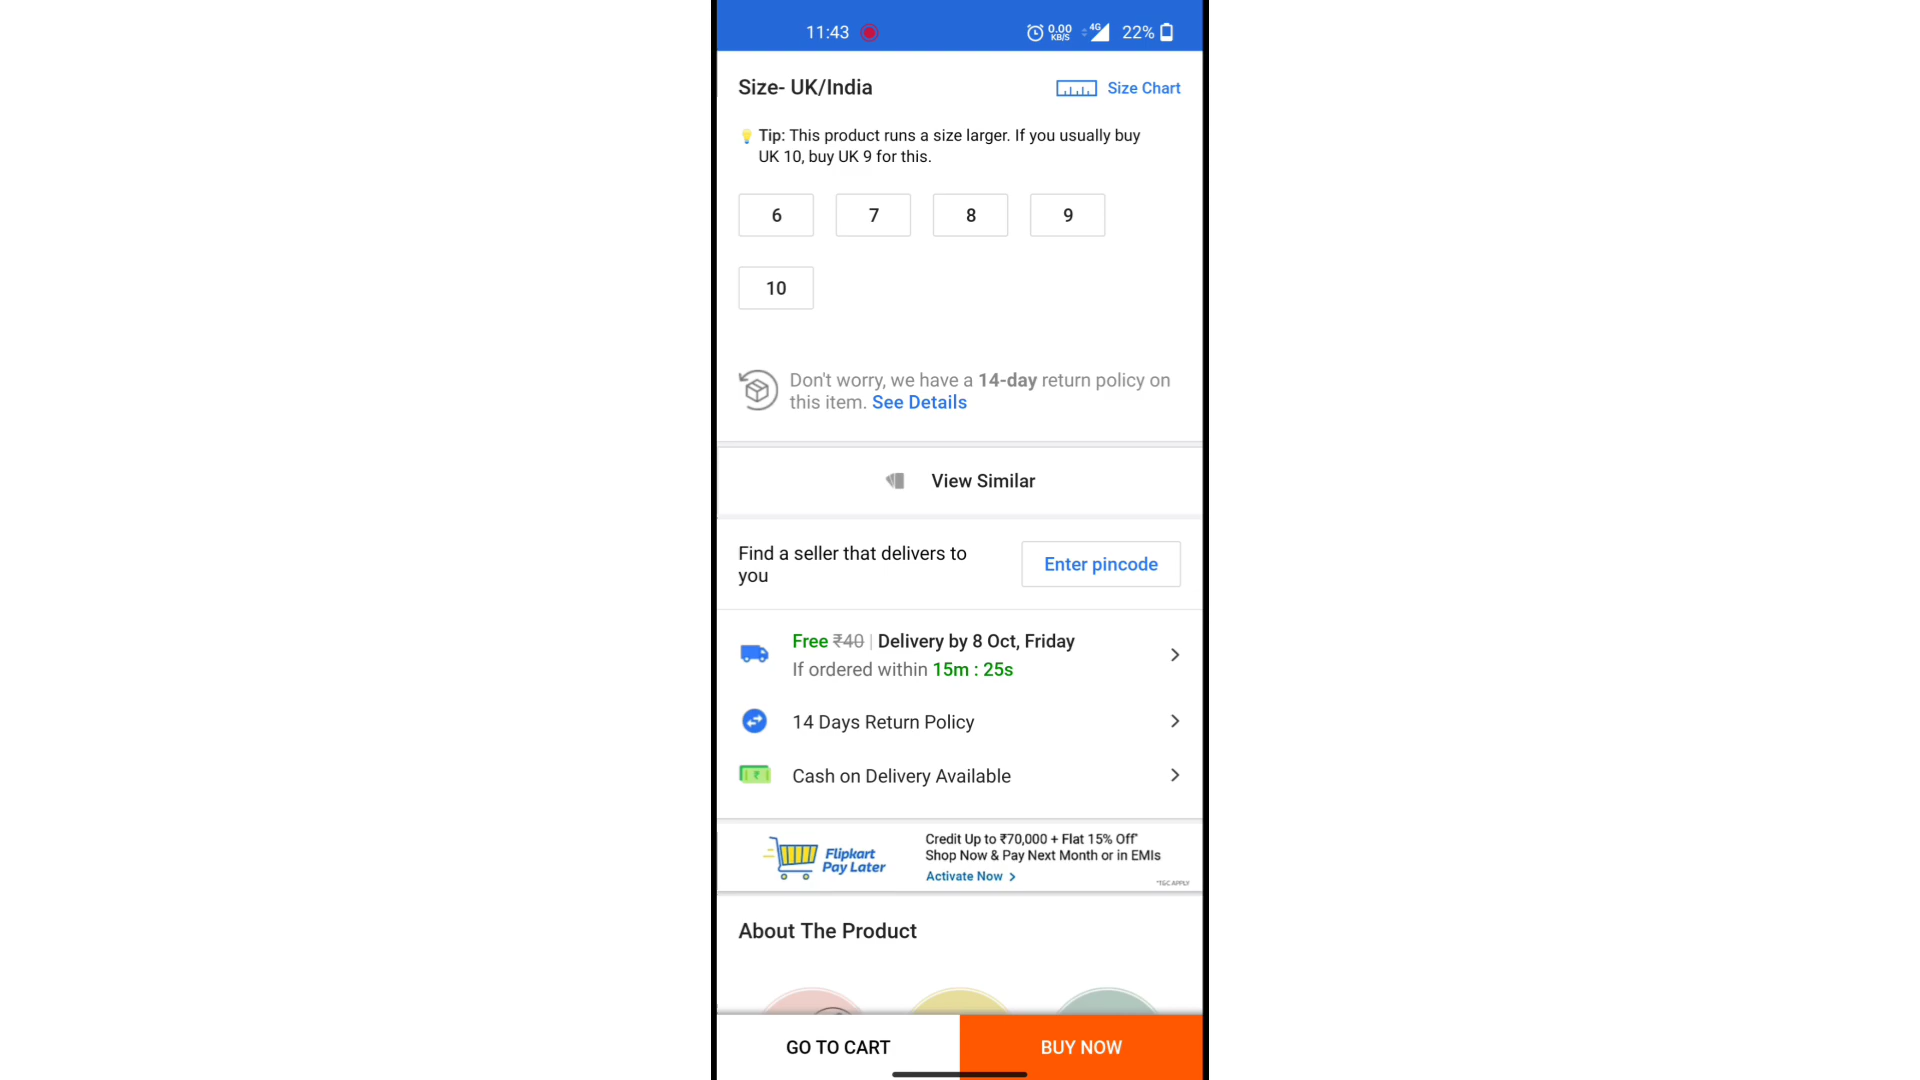 11:43
0.00
KB/S
4G
22%
Size- UK/India
Size Chart
Tip: This product runs a size larger. If you usually buy
UK 10, buy UK 9 for this.
6 7 8 9
10
Don't worry, we have a 14-day return policy on
this item. See Details
View Similar
Find a seller that delivers to
you
Enter pincode
Free ₹40 | Delivery by 8 Oct, Friday
If ordered within 15m : 25s
14 Days Return Policy
Cash on Delivery Available
Flipkart
Pay Later
Credit Up to ₹70,000 + Flat 15% Off*
Shop Now & Pay Next Month or in EMIs
Activate Now >
*T&C APPLY
About The Product
GO TO CART
BUY NOW